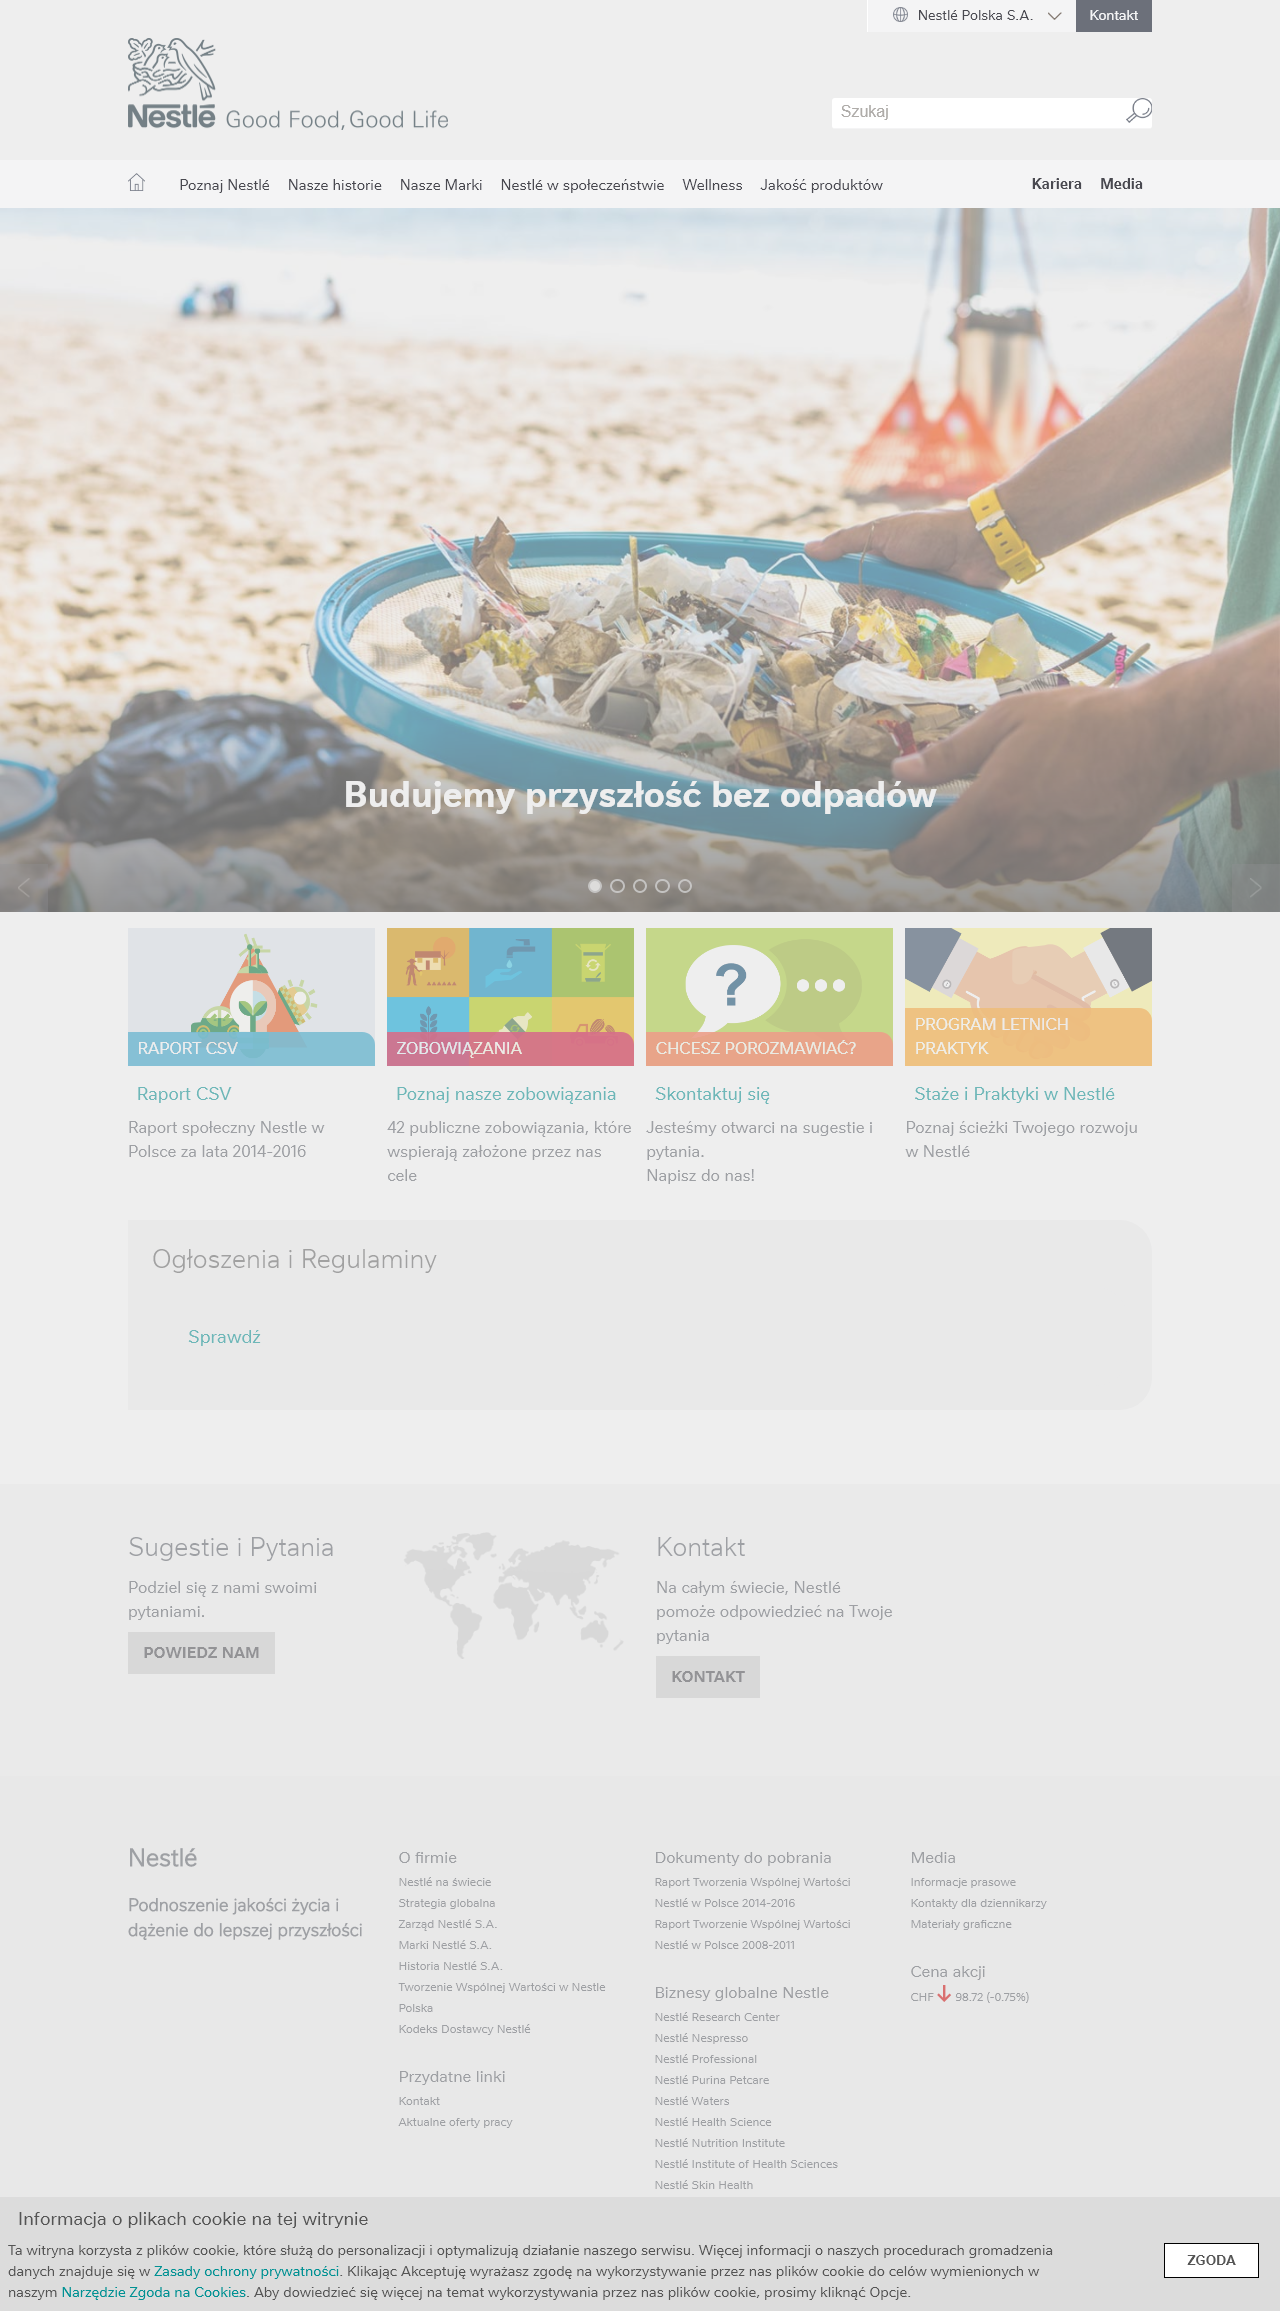 Nestlé Polska S.A.
Kontakt
Nestlé Good Food, Good Life
Szukaj
Poznaj Nestlé Nasze historie Nasze Marki Nestlé w społeczeństwie Wellness Jakość produktów Kariera Media
Budujemy przyszłość bez odpadów
RAPORT CSV
Raport CSV
Raport społeczny Nestle w
Polsce za lata 2014-2016
ZOBOWIĄZANIA
Poznaj nasze zobowiązania
42 publiczne zobowiązania, które
wspierają założone przez nas
cele
?
CHCESZ POROZMAWIAĆ?
Skontaktuj się
Jesteśmy otwarci na sugestie i
pytania.
Napisz do nas!
PROGRAM LETNICH
PRAKTYK
Staże i Praktyki w Nestlé
Poznaj ścieżki Twojego rozwoju
w Nestlé
Ogłoszenia i Regulaminy
Sprawdź
Sugestie i Pytania
Podziel się z nami swoimi
pytaniami.
POWIEDZ NAM
Kontakt
Na całym świecie, Nestlé
pomoże odpowiedzieć na Twoje
pytania
KONTAKT
Nestlé
Podnoszenie jakości życia i
dążenie do lepszej przyszłości
O firmie
Nestlé na świecie
Strategia globalna
Zarząd Nestlé S.A.
Marki Nestlé S.A.
Historia Nestlé S.A.
Tworzenie Wspólnej Wartości w Nestle
Polska
Kodeks Dostawcy Nestlé
Przydatne linki
Kontakt
Aktualne oferty pracy
Dokumenty do pobrania
Raport Tworzenia Wspólnej Wartości
Nestlé w Polsce 2014-2016
Raport Tworzenie Wspólnej Wartości
Nestlé w Polsce 2008-2011
Biznesy globalne Nestle
Nestlé Research Center
Nestlé Nespresso
Nestlé Professional
Nestlé Purina Petcare
Nestlé Waters
Nestlé Health Science
Nestlé Nutrition Institute
Nestlé Institute of Health Sciences
Nestlé Skin Health
Media
Informacje prasowe
Kontakty dla dziennikarzy
Materiały graficzne
Cena akcji
CHF 98.72 (-0.75%)
Informacja o plikach cookie na tej witrynie
Ta witryna korzysta z plików cookie, które służą do personalizacji i optymalizują działanie naszego serwisu. Więcej informacji o naszych procedurach gromadzenia
danych znajduje się w Zasady ochrony prywatności. Klikając Akceptuję wyrażasz zgodę na wykorzystywanie przez nas plików cookie do celów wymienionych w
naszym Narzędzie Zgoda na Cookies. Aby dowiedzieć się więcej na temat wykorzystywania przez nas plików cookie, prosimy kliknąć Opcje.
ZGODA